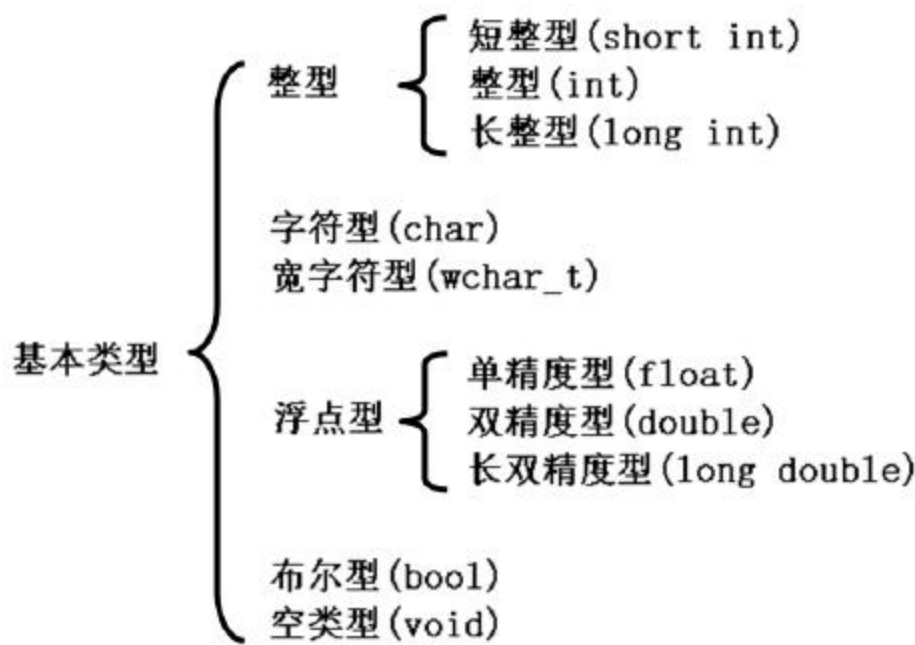 短整型(short int)
整型
整型(int)
长整型(long int)
字符型(char)
宽字符型(wchar_t)
基本类型
单精度型(float)
浮点型
双精度型(double)
长双精度型(long double)
布尔型(bool)
空类型(void)